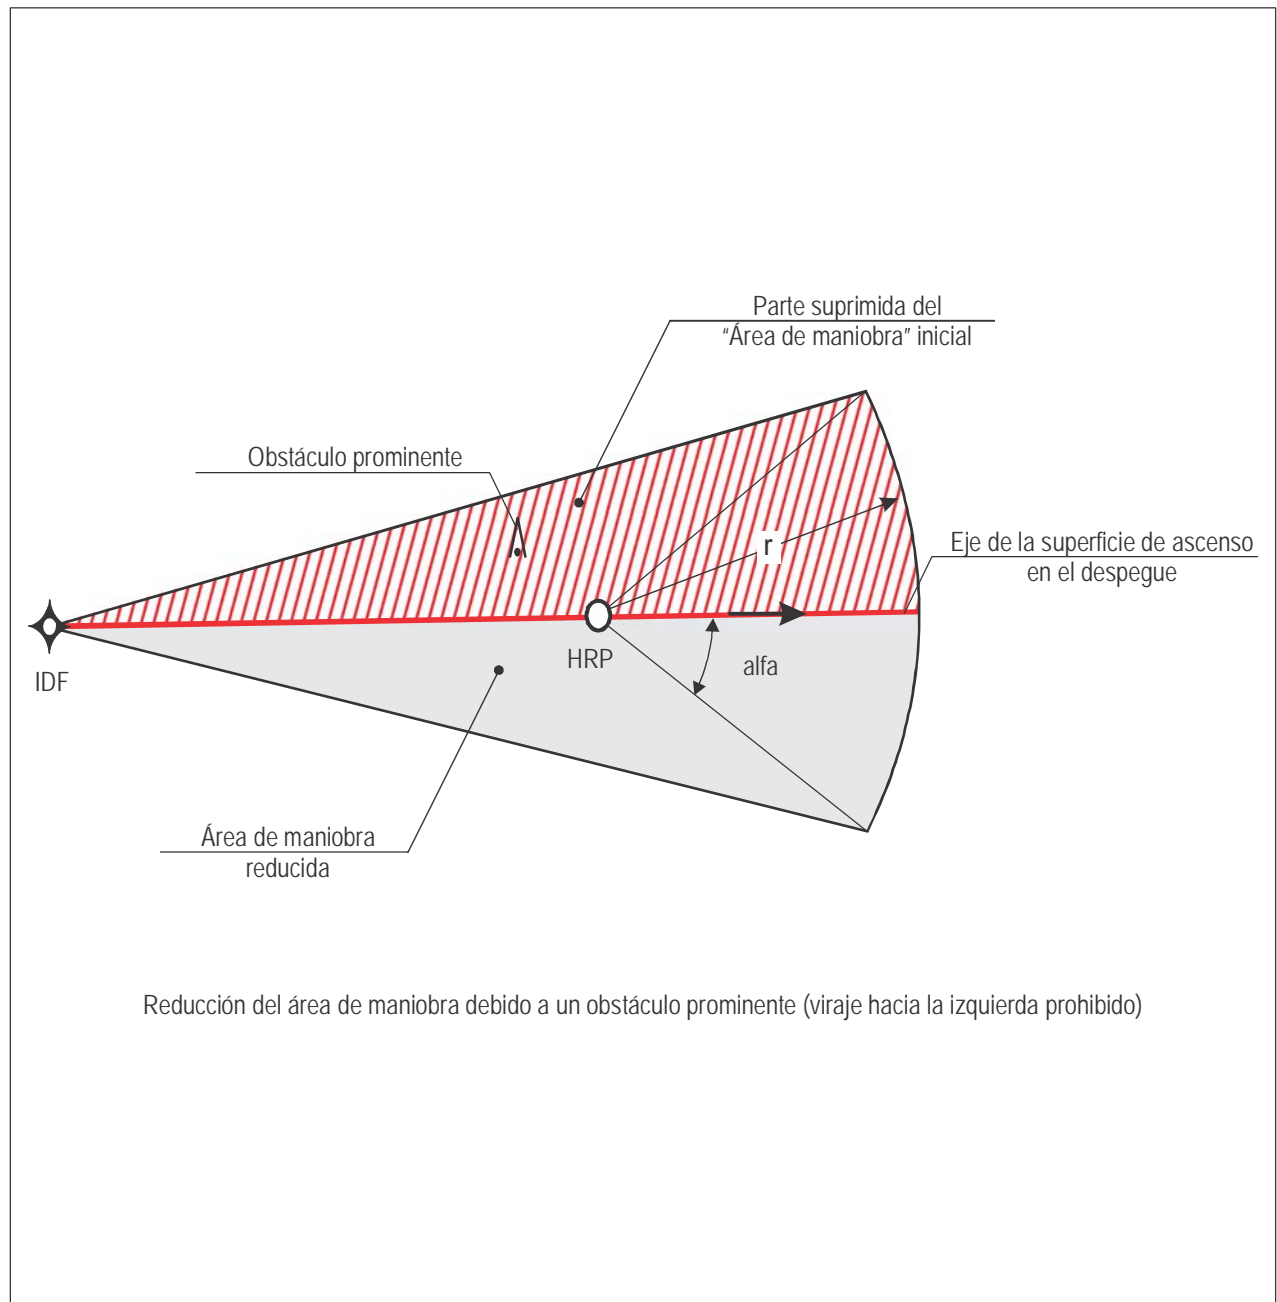 Parte suprimida del
“Área de maniobra” inicial
Obstáculo prominente
r
Eje de la superficie de ascenso
en el despegue
HRP
alfa
IDF
Área de maniobra
reducida
Reducción del área de maniobra debido a un obstáculo prominente (viraje hacia la izquierda prohibido)